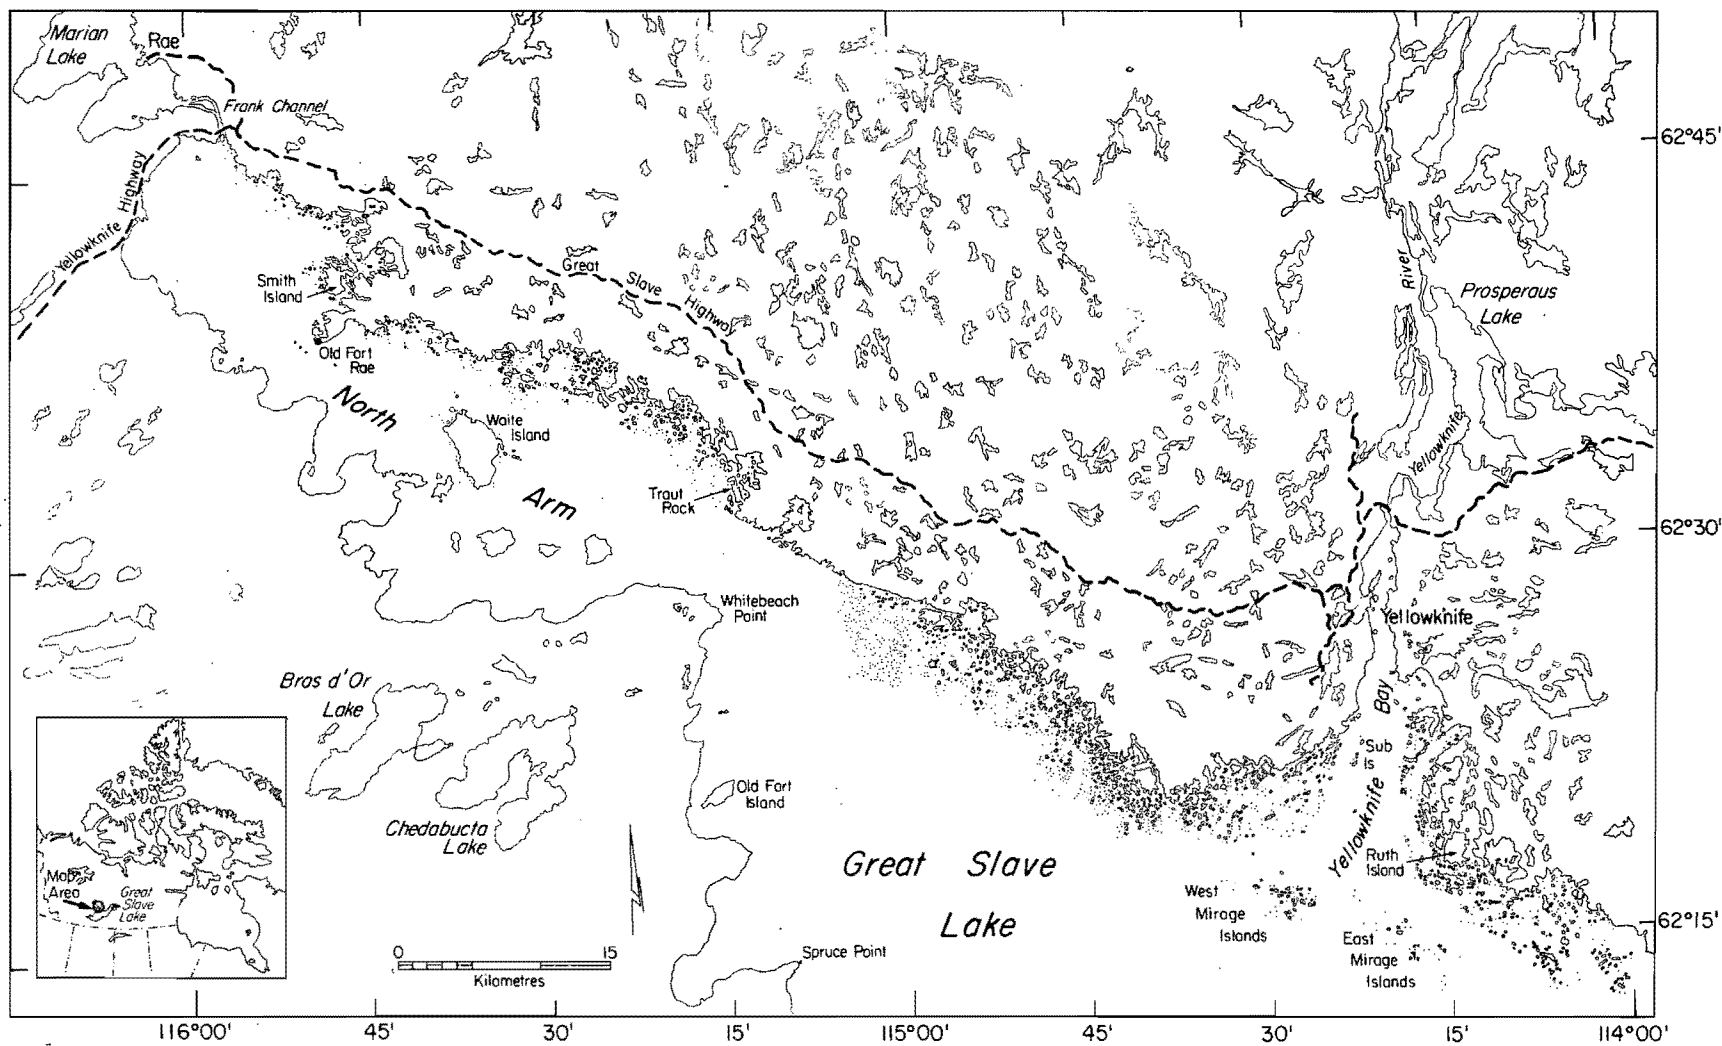 Marian
Lake
Rae
Frank Channel
62°45'
Yellowknife Highway
Smith
Island
Great Slave Highway
River
Prosperaus
Lake
Old Fort
Rae
North
Arm
Waite
Island
Yellowknife
Traut
Rock
62°30'
Whitebeach
Point
Yellowknife
Bras d'Or
Lake
Yellowknife Bay
Sub
Is
Old Fort
Island
Chedabucta
Lake
Ruth
Island
Great Slave
Lake
West
Mirage
Islands
East
Mirage
Islands
62°15'
Map
Area
Great
Slave
Lake
0 15
Kilometres
Spruce Point
116°00' 45' 30' 15' 115°00' 45' 30' 15' 114°00'